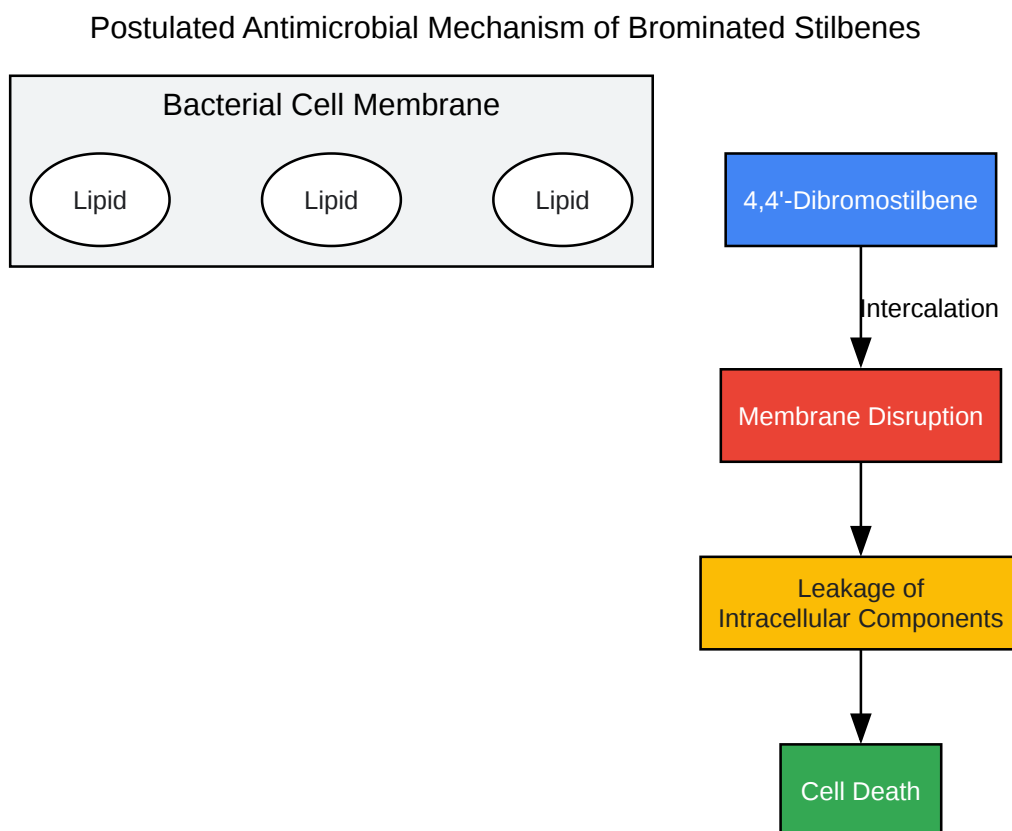 Postulated Antimicrobial Mechanism of Brominated Stilbenes
Bacterial Cell Membrane
Lipid
Lipid
Lipid
4,4'-Dibromostilbene
Intercalation
Membrane Disruption
Leakage of
Intracellular Components
Cell Death